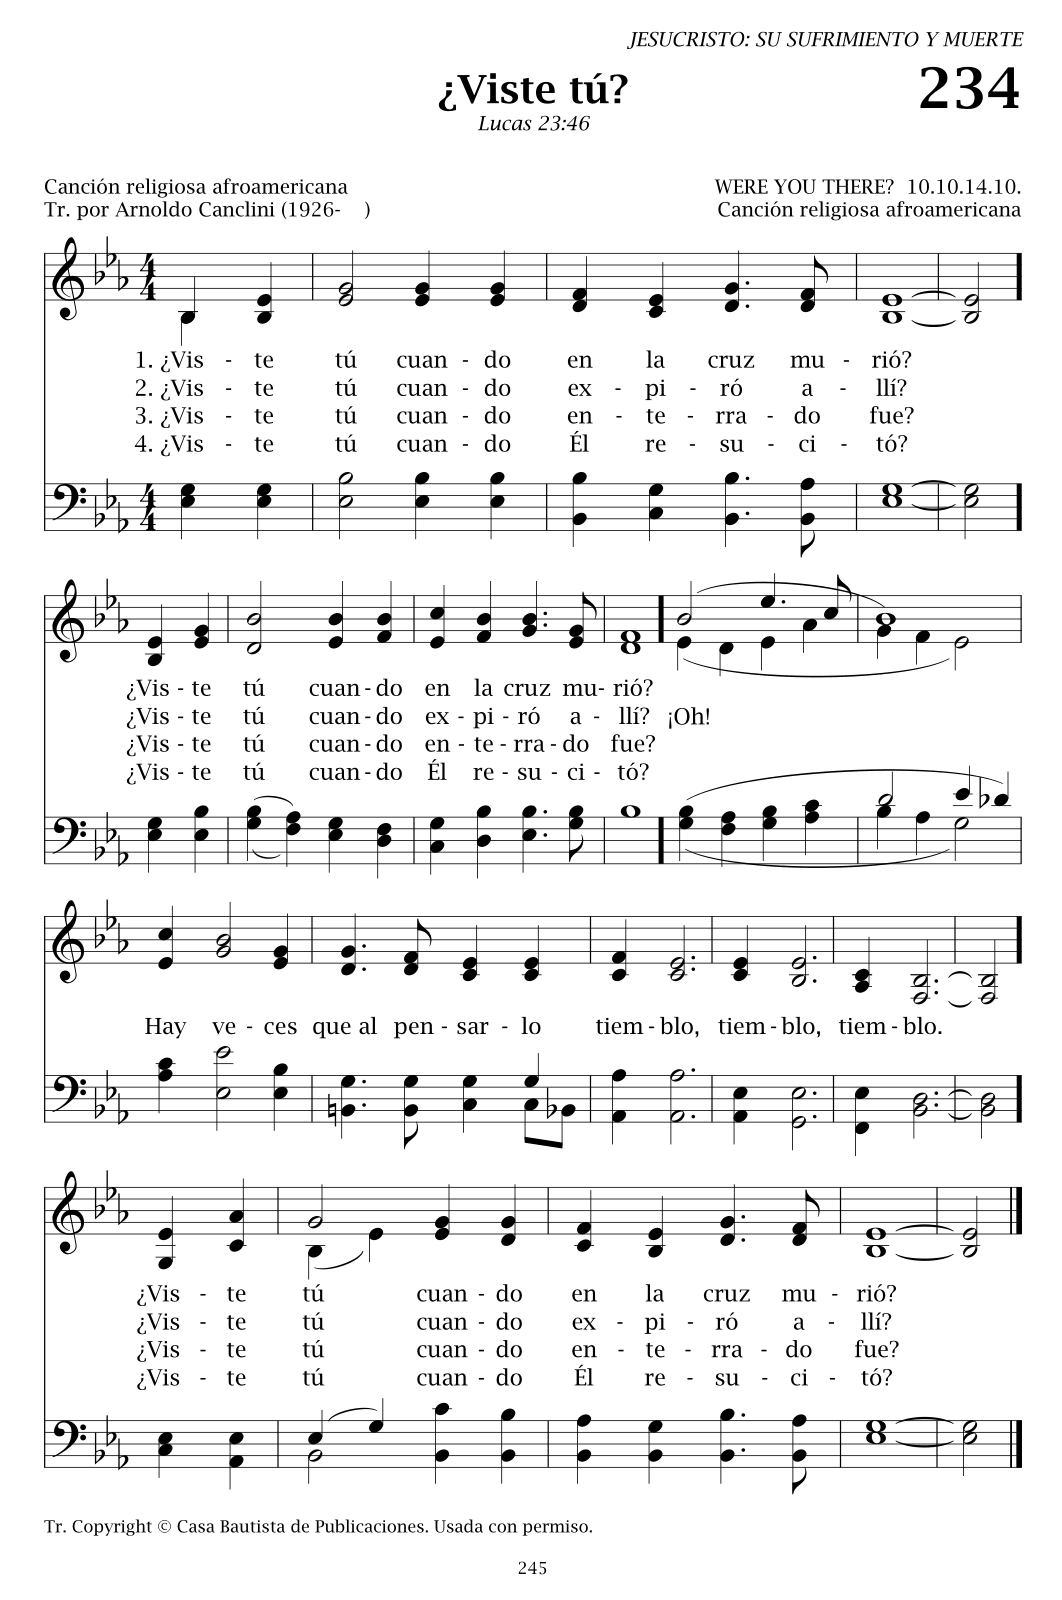 JESUCRISTO: SU SUFRIMIENTO Y MUERTE
¿Viste tú?
234
Lucas 23:46
Canción religiosa afroamericana
WERE YOU THERE? 10.10.14.10.
Tr. por Arnoldo Canclini (1926- )
Canción religiosa afroamericana
1. ¿Vis - te tú cuan - do en la cruz mu - rió?
2. ¿Vis - te tú cuan - do ex - pi - ró a - llí?
3. ¿Vis - te tú cuan - do en - te - rra - do fue?
4. ¿Vis - te tú cuan - do Él re - su - ci - tó?
¿Vis - te tú cuan - do en la cruz mu - rió?
¿Vis - te tú cuan - do ex - pi - ró a - llí? ¡Oh!
¿Vis - te tú cuan - do en - te - rra - do fue?
¿Vis - te tú cuan - do Él re - su - ci - tó?
Hay ve - ces que al pen - sar - lo tiem - blo, tiem - blo, tiem - blo.
¿Vis - te tú cuan - do en la cruz mu - rió?
¿Vis - te tú cuan - do ex - pi - ró a - llí?
¿Vis - te tú cuan - do en - te - rra - do fue?
¿Vis - te tú cuan - do Él re - su - ci - tó?
Tr. Copyright © Casa Bautista de Publicaciones. Usada con permiso.
245